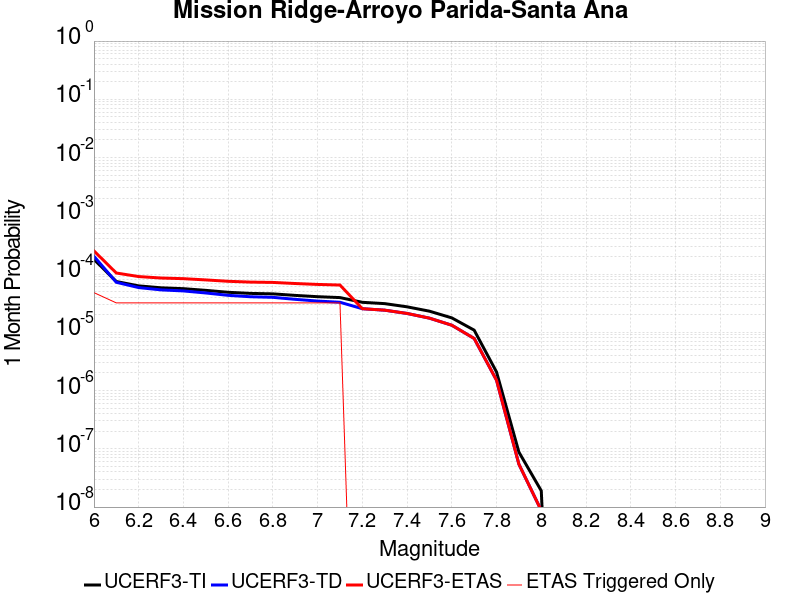 Mission Ridge-Arroyo Parida-Santa Ana
10^0
10^-1
10^-2
10^-3
10^-4
10^-5
10^-6
10^-7
10^-8
1 Month Probability
6 6.2 6.4 6.6 6.8 7 7.2 7.4 7.6 7.8 8 8.2 8.4 8.6 8.8 9
Magnitude
UCERF3-TI UCERF3-TD UCERF3-ETAS ETAS Triggered Only